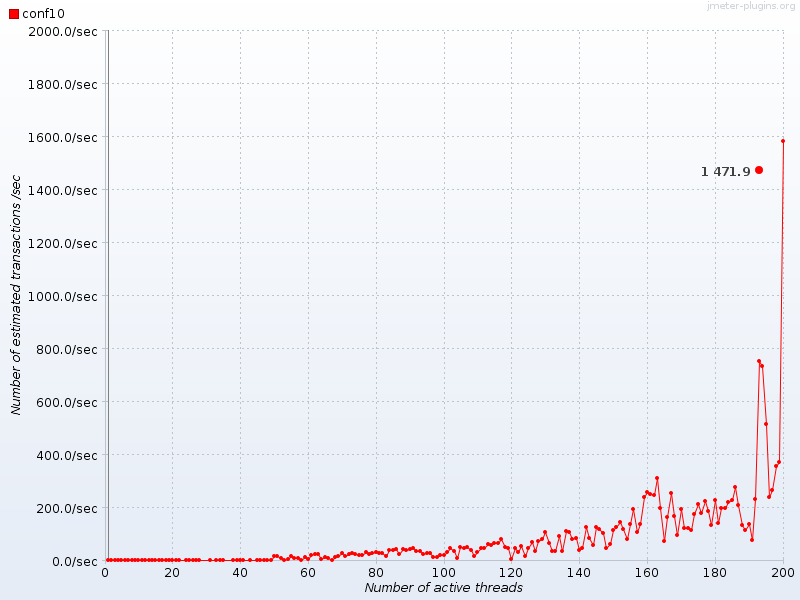 jmeter-plugins.org
conf10
2000.0/sec
1800.0/sec
1600.0/sec
1 471.9
1400.0/sec
1200.0/sec
1000.0/sec
800.0/sec
600.0/sec
400.0/sec
200.0/sec
0.0/sec
Number of estimated transactions /sec
0 20 40 60 80 100 120 140 160 180 200
Number of active threads